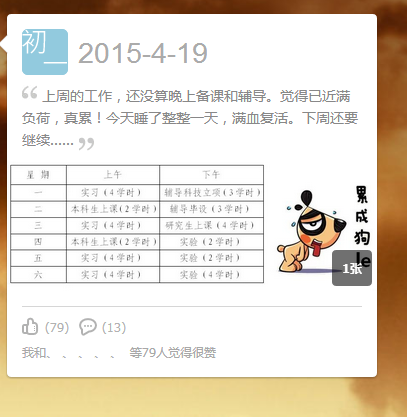 初一
2015-4-19
上周的工作，还没算晚上备课和辅导。觉得已近满
负荷，真累！今天睡了整整一天，满血复活。下周还要
继续......
星 期 上午 下午
一 实习（4学时） 辅导科技立项（3学时）
二 本科生上课（2学时） 辅导毕设（3学时）
三 实习（4学时） 研究生上课（4学时）
四 本科生上课（2学时） 实验（2学时）
五 实习（4学时） 实验（2学时）
六 实习（4学时） 实验（4学时）
累成狗
le
1张
(79) (13)
我和、 、 、 、 、 等79人觉得很赞